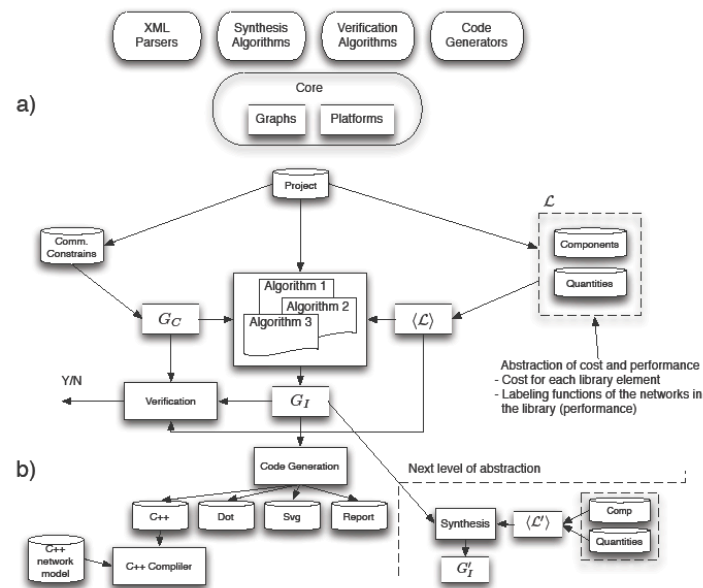 XML
Parsers
Synthesis
Algorithms
Verification
Algorithms
Code
Generators
Core
a)
Graphs
Platforms
Project
ℒ
Comm.
Constrains
Components
Quantities
Algorithm 1
Algorithm 2
Algorithm 3
G_C
⟨ℒ⟩
Abstraction of cost and performance
- Cost for each library element
- Labeling functions of the networks in
the library (performance)
Y/N
Verification
G_I
b)
Code Generation
Next level of abstraction
C++
Dot
Svg
Report
Synthesis
⟨ℒ'⟩
Comp
Quantities
C++
network
model
C++ Compliler
G'_I